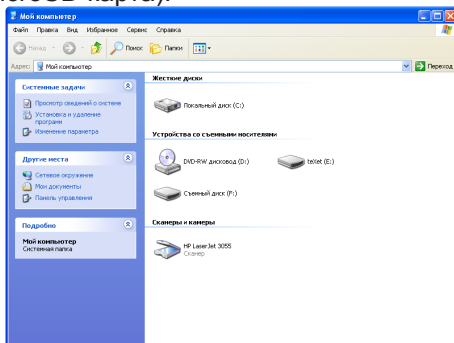 microSD-карта).
Мой компьютер
Файл Правка Вид Избранное Сервис Справка
Назад Поиск Папки
Адрес: Мой компьютер Переход
Системные задачи
Просмотр сведений о системе
Установка и удаление программ
Изменение параметра
Другие места
Сетевое окружение
Мои документы
Панель управления
Подробно
Мой компьютер
Системная папка
Жесткие диски
Локальный диск (C:)
Устройства со съемными носителями
DVD-RW дисковод (D:) teXet (E:)
Съемный диск (F:)
Сканеры и камеры
HP LaserJet 3055
Сканер